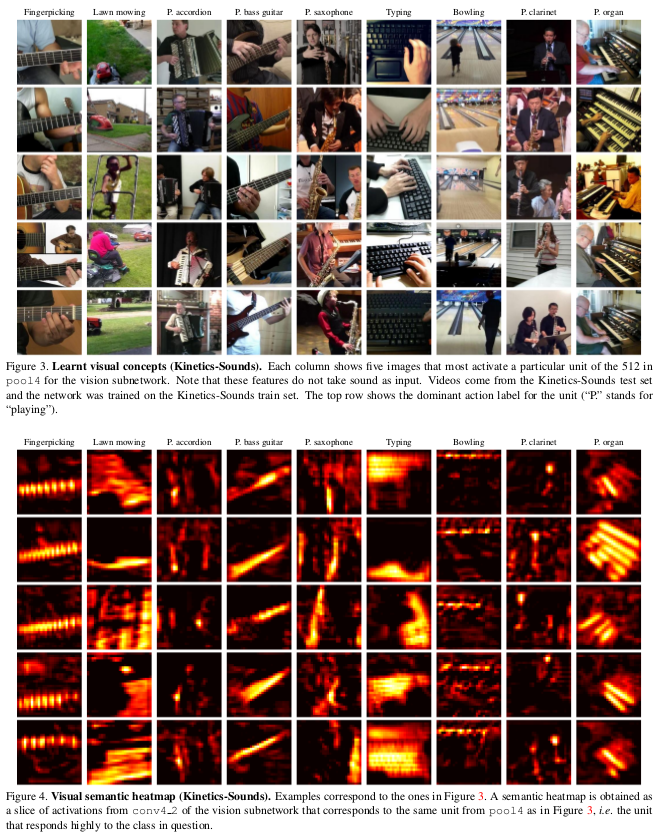 Fingerpicking Lawn mowing P. accordion P. bass guitar P. saxophone Typing Bowling P. clarinet P. organ
Figure 3. Learnt visual concepts (Kinetics-Sounds). Each column shows five images that most activate a particular unit of the 512 in
pool4 for the vision subnetwork. Note that these features do not take sound as input. Videos come from the Kinetics-Sounds test set
and the network was trained on the Kinetics-Sounds train set. The top row shows the dominant action label for the unit (“P.” stands for
“playing”).
Fingerpicking Lawn mowing P. accordion P. bass guitar P. saxophone Typing Bowling P. clarinet P. organ
Figure 4. Visual semantic heatmap (Kinetics-Sounds). Examples correspond to the ones in Figure 3. A semantic heatmap is obtained as
a slice of activations from conv4_2 of the vision subnetwork that corresponds to the same unit from pool4 as in Figure 3, i.e. the unit
that responds highly to the class in question.